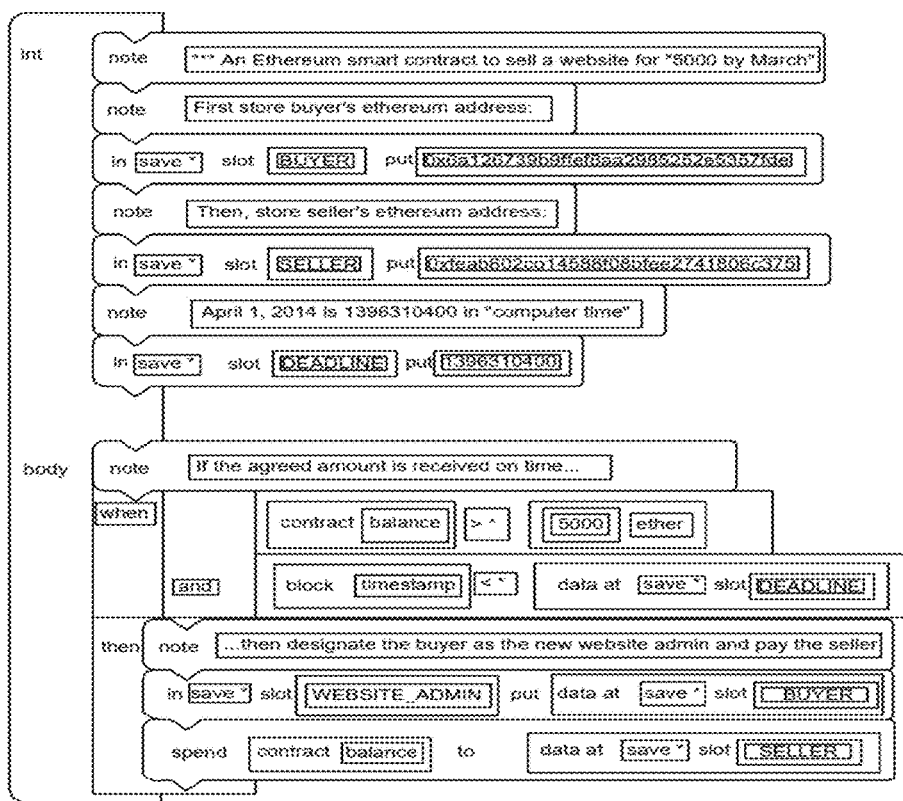 int
note "** An Ethereum smart contract to sell a website for "5000 by March"
note First store buyer's ethereum address:
in save slot BUYER put
note Then, store seller's ethereum address:
in save slot SELLER put
note April 1, 2014 is 1396310400 in "computer time"
in save slot DEADLINE put 1396310400
body
note If the agreed amount is received on time...
when contract balance > 5000 ether
and block timestamp < data at save slot DEADLINE
then note ...then designate the buyer as the new website admin and pay the seller
in save slot WEBSITE_ADMIN put data at save slot BUYER
spend contract balance to data at save slot SELLER